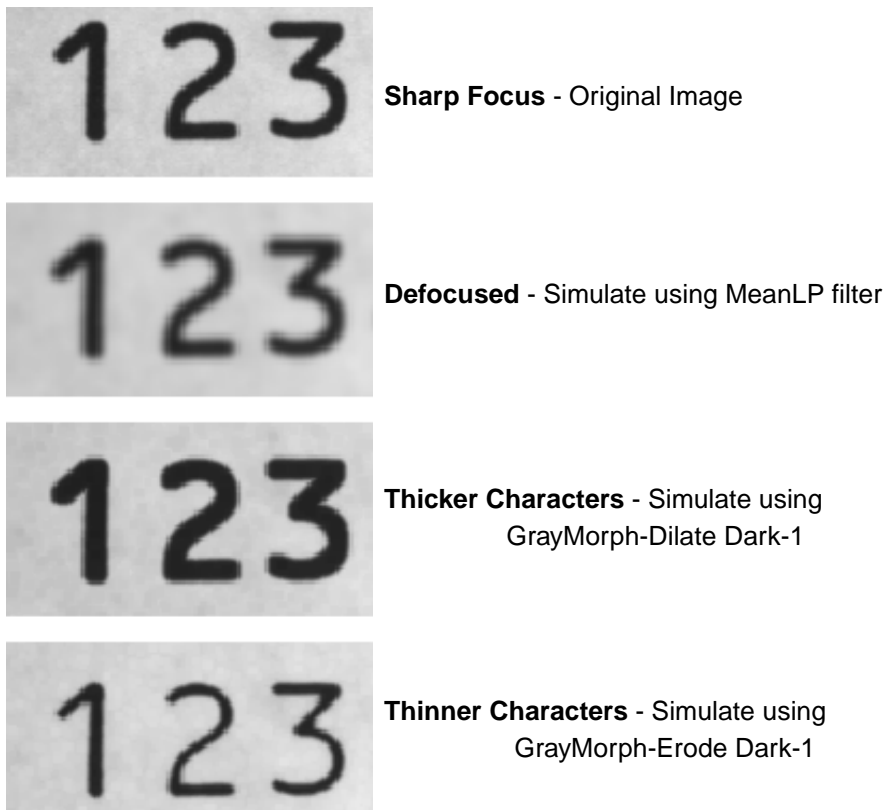 123
Sharp Focus - Original Image
123
Defocused - Simulate using MeanLP filter
123
Thicker Characters - Simulate using
GrayMorph-Dilate Dark-1
123
Thinner Characters - Simulate using
GrayMorph-Erode Dark-1